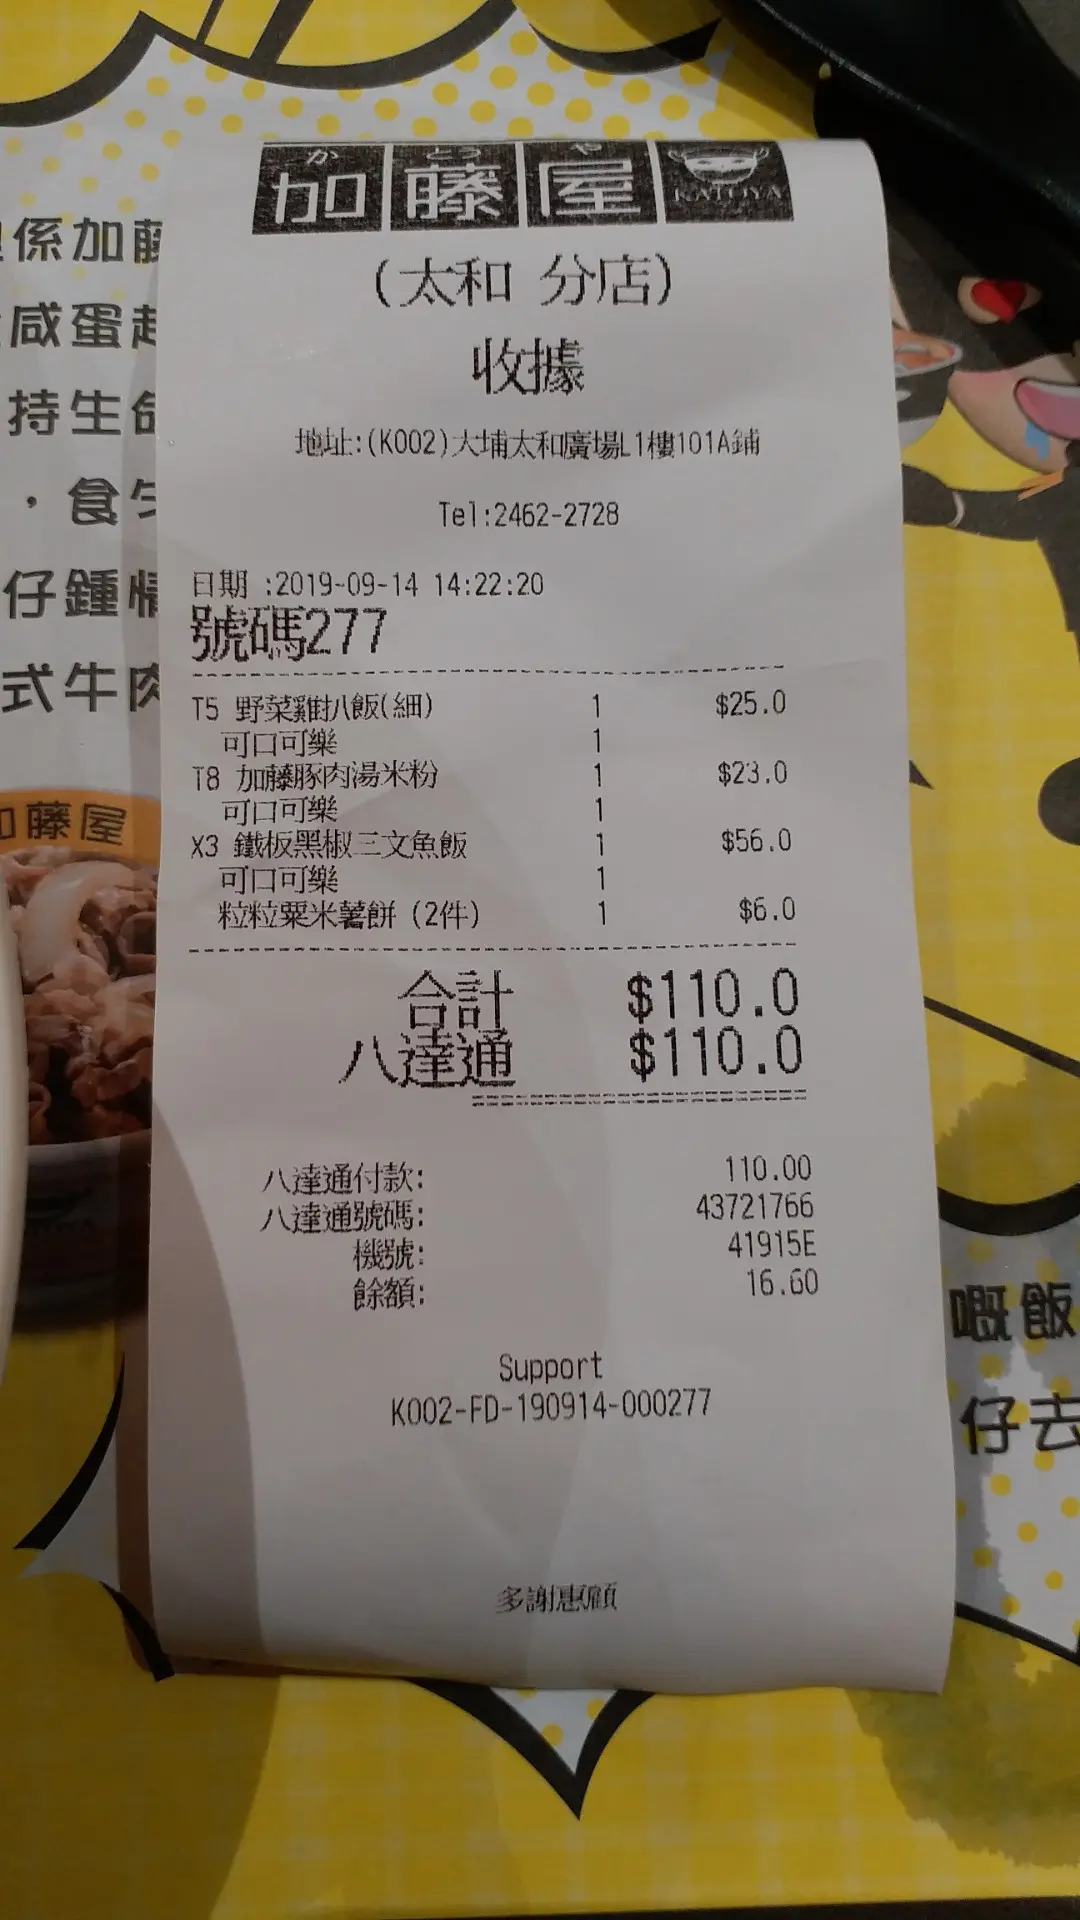 か とう や
加藤屋 KATOYA
(太和 分店)
收據
地址:(K002)大埔太和廣場L1樓101A鋪
Tel:2462-2728
日期 :2019-09-14 14:22:20
號碼277
T5 野菜雞扒飯(細) 1 $25.0
可口可樂 1
T8 加藤豚肉湯米粉 1 $23.0
可口可樂 1
X3 鐵板黑椒三文魚飯 1 $56.0
可口可樂 1
粒粒粟米薯餅 (2件) 1 $6.0
合計 $110.0
八達通 $110.0
八達通付款: 110.00
八達通號碼: 43721766
機號: 41915E
餘額: 16.60
Support
K002-FD-190914-000277
多謝惠顧
係加藤
咸蛋起
持生命
,食
仔鍾情
式牛肉
加藤屋
嘅飯
仔去